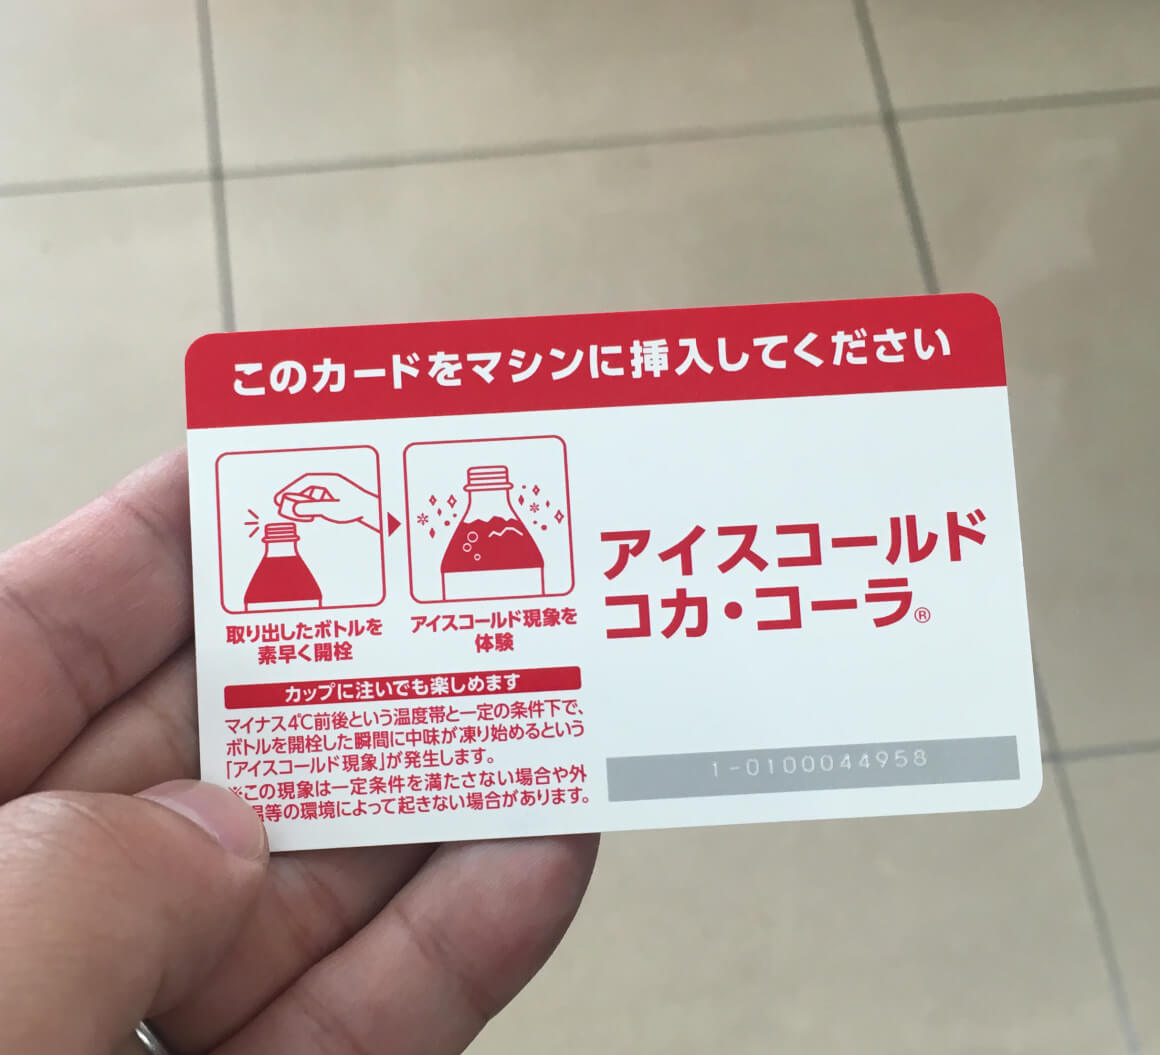 このカードをマシンに挿入してください
取り出したボトルを
素早く開栓
アイスコールド現象を
体験
カップに注いでも楽しめます
マイナス4℃前後という温度帯と一定の条件下で、
ボトルを開栓した瞬間に中味が凍り始めるという
「アイスコールド現象」が発生します。
※この現象は一定条件を満たさない場合や外
等の環境によって起きない場合があります。
アイスコールド
コカ・コーラ®
1-0100044958